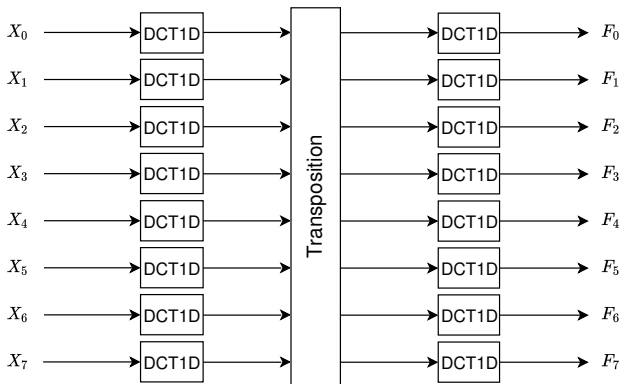 X₀ DCT1D DCT1D F₀
X₁ DCT1D DCT1D F₁
X₂ DCT1D DCT1D F₂
X₃ DCT1D DCT1D F₃
X₄ DCT1D DCT1D F₄
X₅ DCT1D DCT1D F₅
X₆ DCT1D DCT1D F₆
X₇ DCT1D DCT1D F₇
Transposition